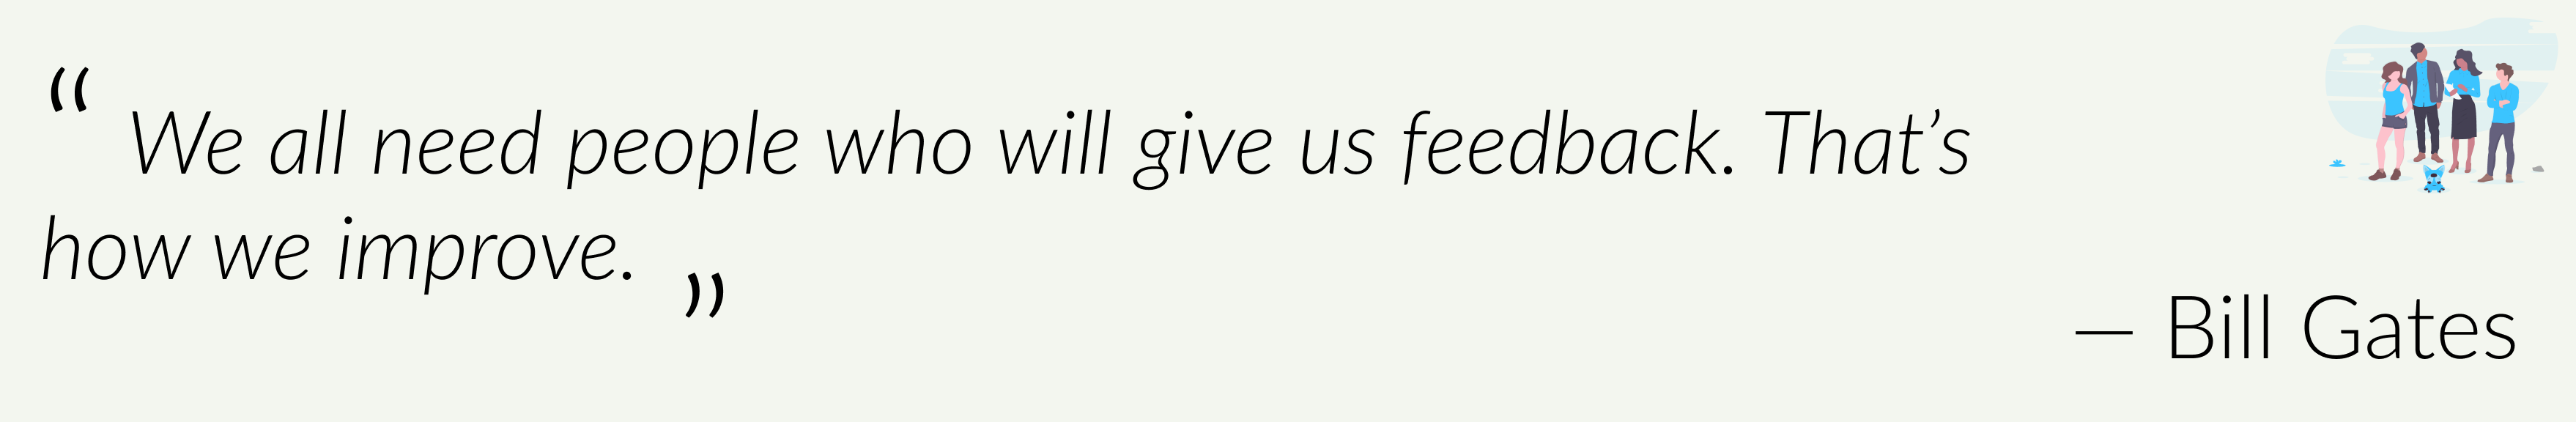 “ We all need people who will give us feedback. That’s
how we improve. ”
— Bill Gates